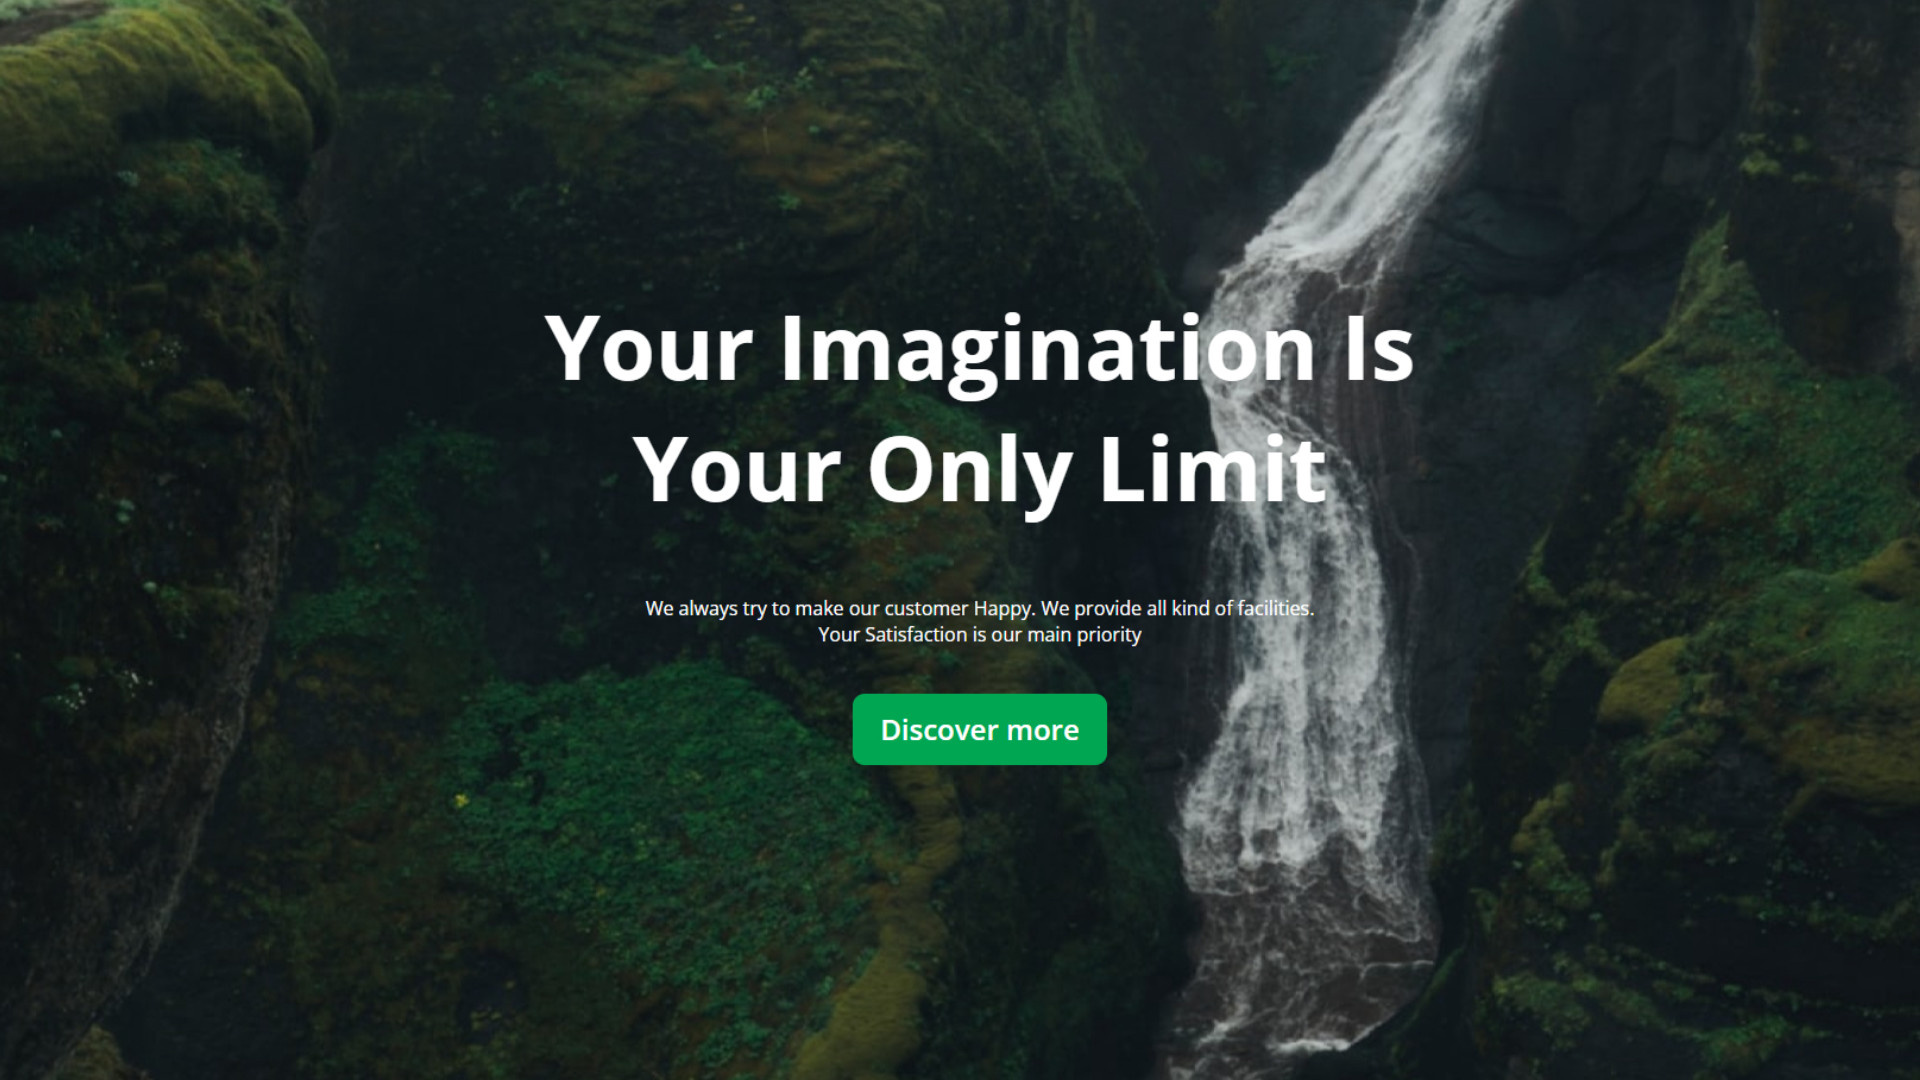 Your Imagination Is
Your Only Limit
We always try to make our customer Happy. We provide all kind of facilities.
Your Satisfaction is our main priority
Discover more